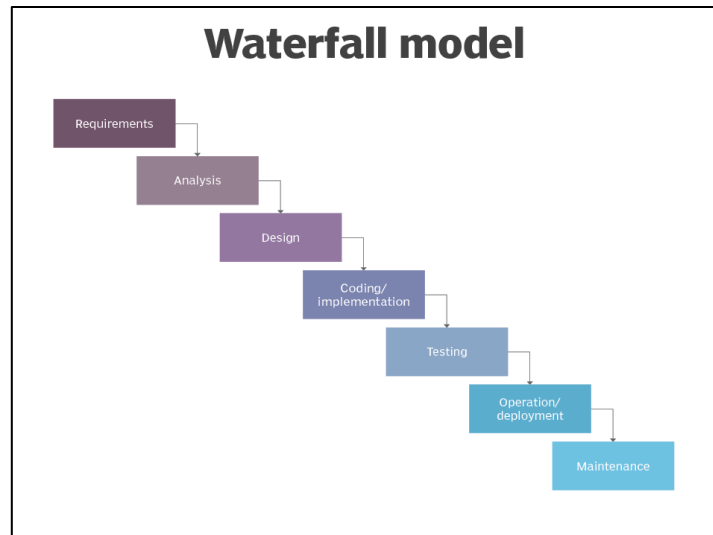 Waterfall model
Requirements
Analysis
Design
Coding/
implementation
Testing
Operation/
deployment
Maintenance